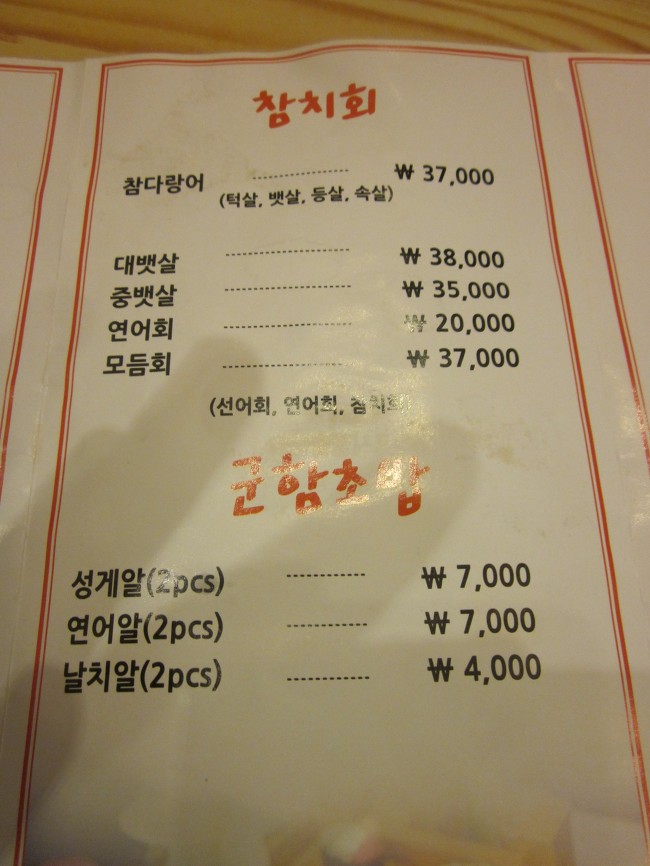 참치회
참다랑어 ₩ 37,000
(턱살, 뱃살, 등살, 속살)
대뱃살 ₩ 38,000
중뱃살 ₩ 35,000
연어회 ₩ 20,000
모듬회 ₩ 37,000
(선어회, 연어회, 참치회)
군함초밥
성게알(2pcs) ₩ 7,000
연어알(2pcs) ₩ 7,000
날치알(2pcs) ₩ 4,000